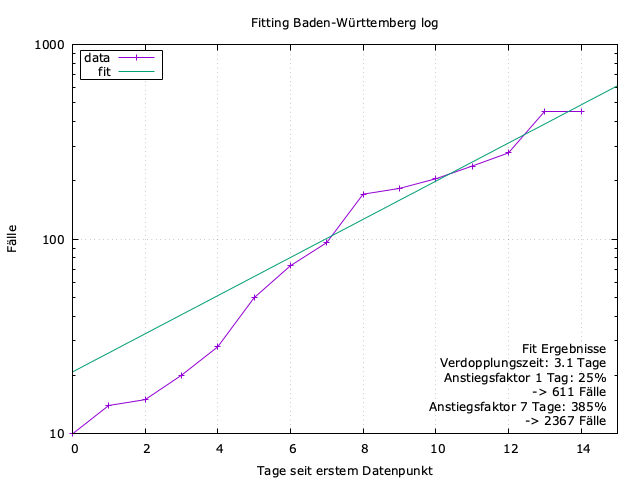 Fitting Baden-Württemberg log
1000
data
fit
100
Fälle
Fit Ergebnisse
Verdopplungszeit: 3.1 Tage
Anstiegsfaktor 1 Tag: 25%
-> 611 Fälle
Anstiegsfaktor 7 Tage: 385%
-> 2367 Fälle
10
0 2 4 6 8 10 12 14
Tage seit erstem Datenpunkt